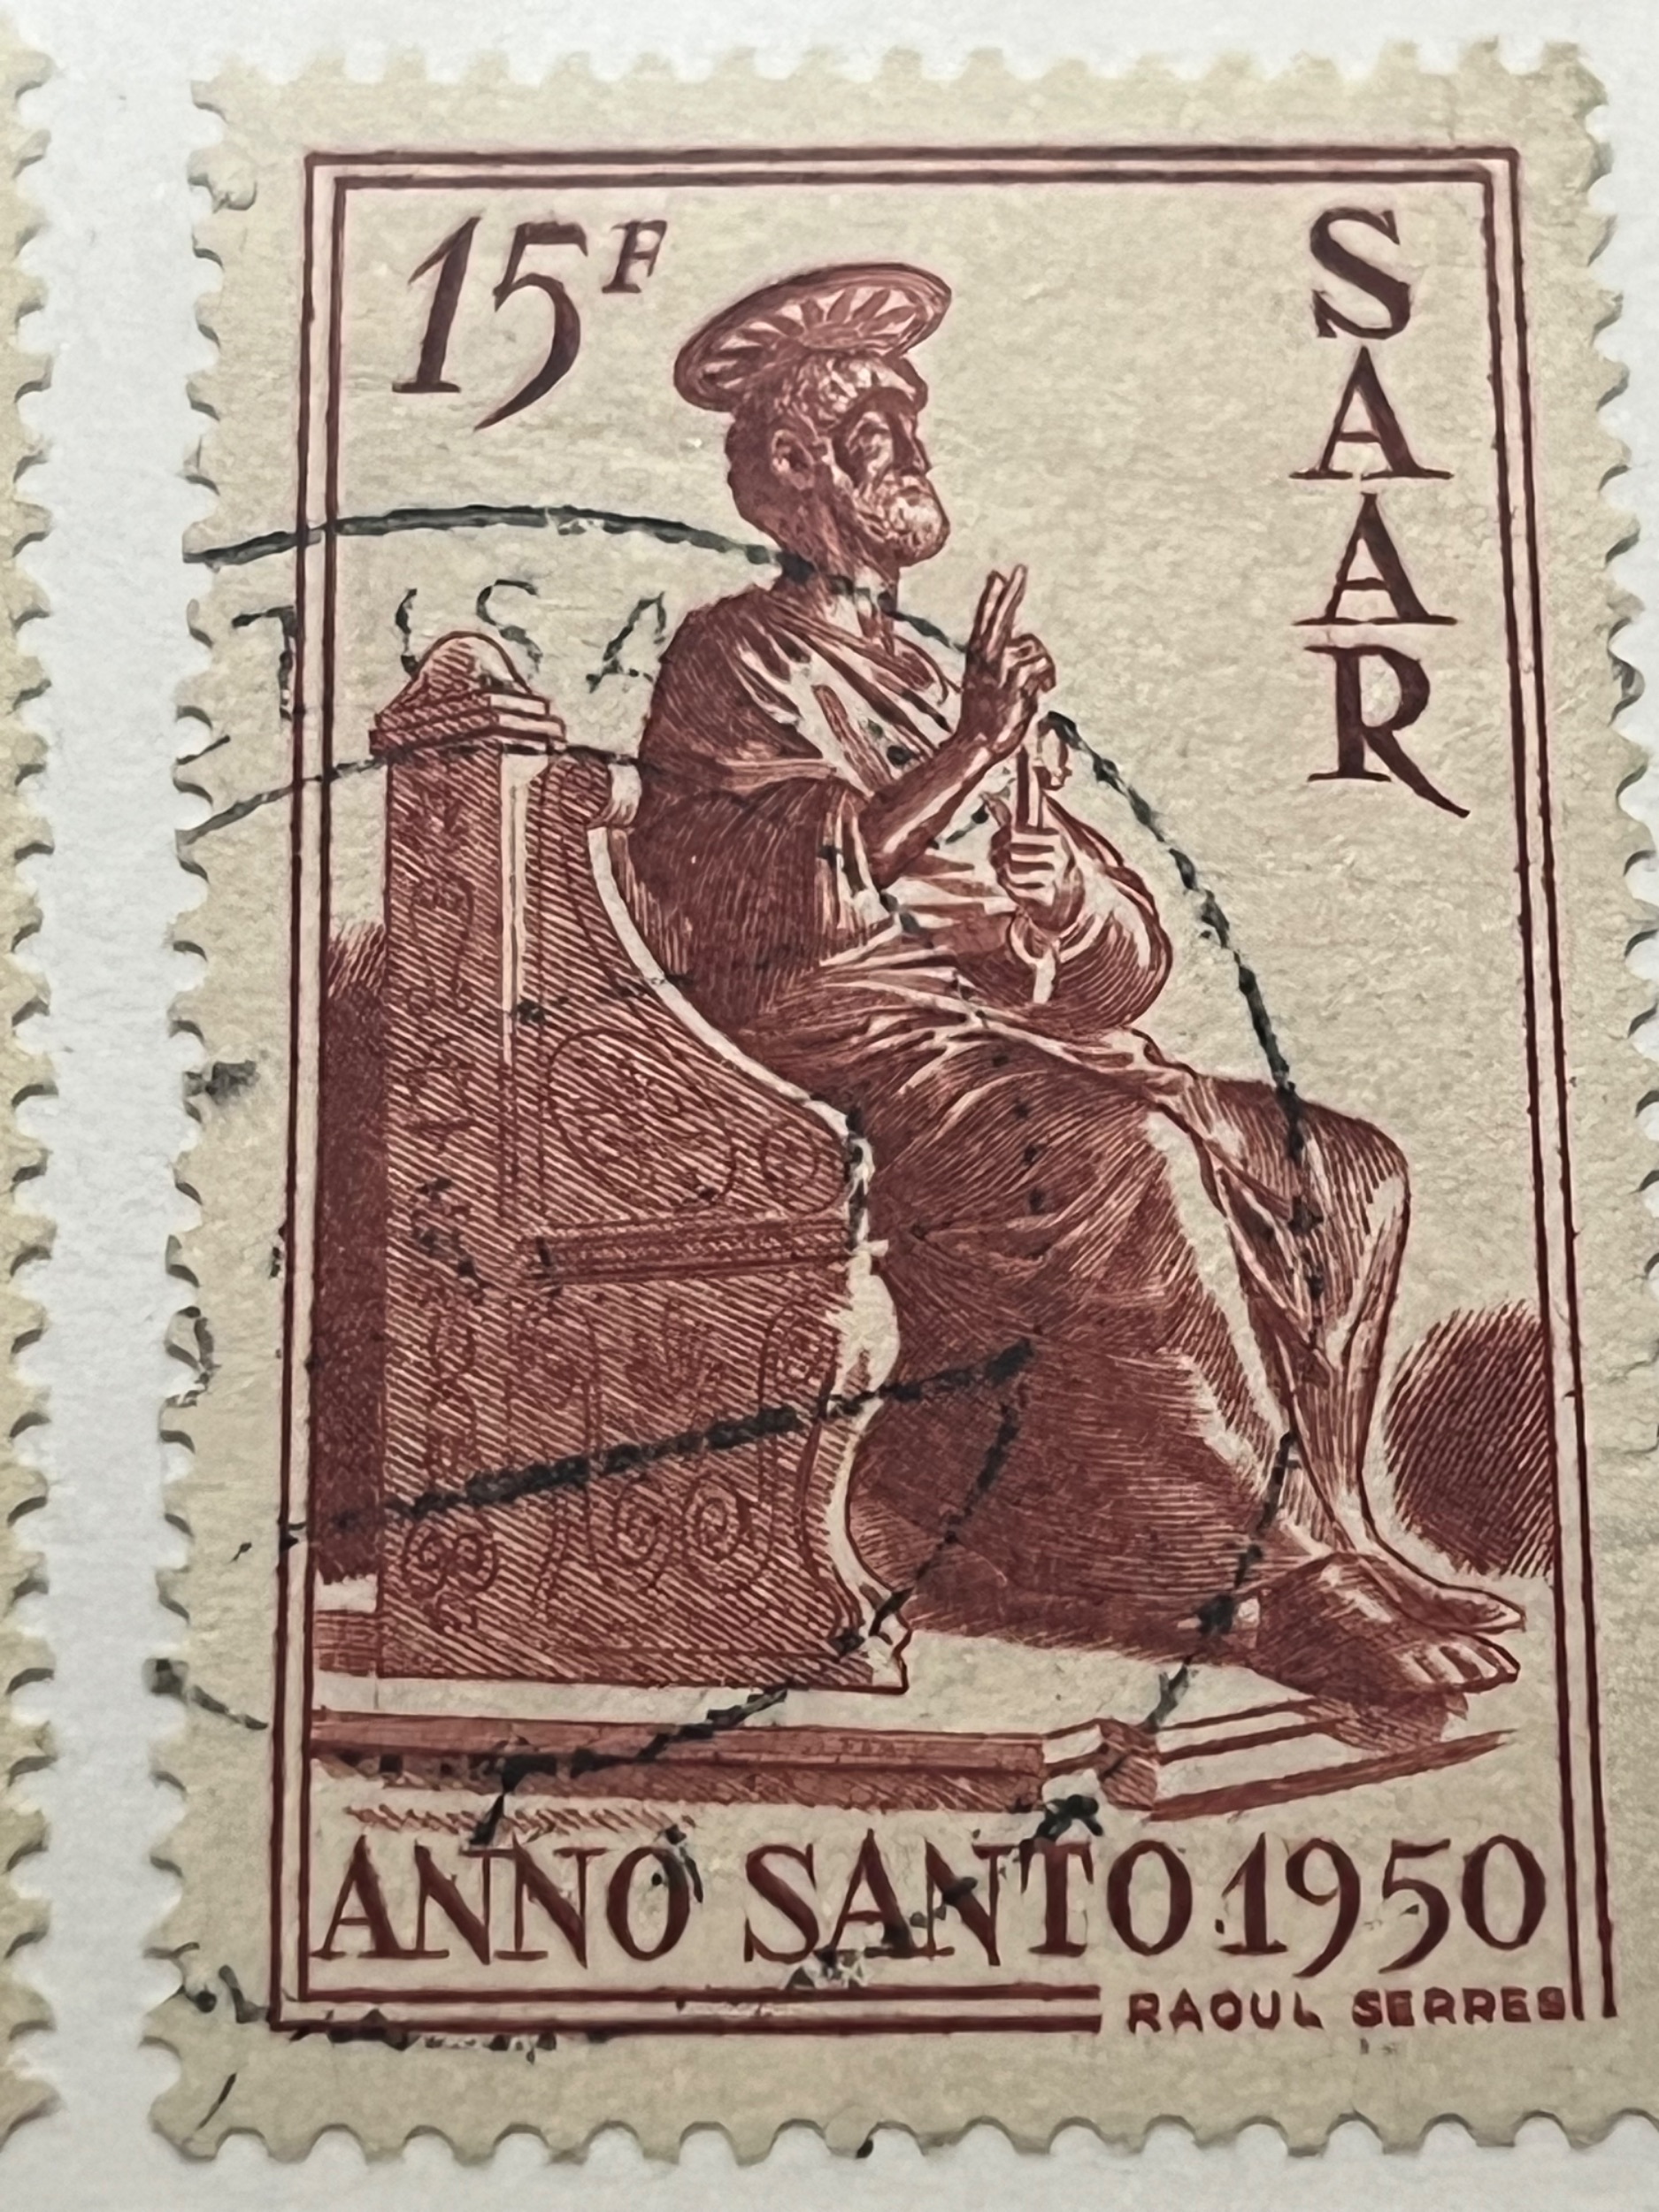 15F
SAAR
ANNO SANTO 1950
RAOUL SERRES